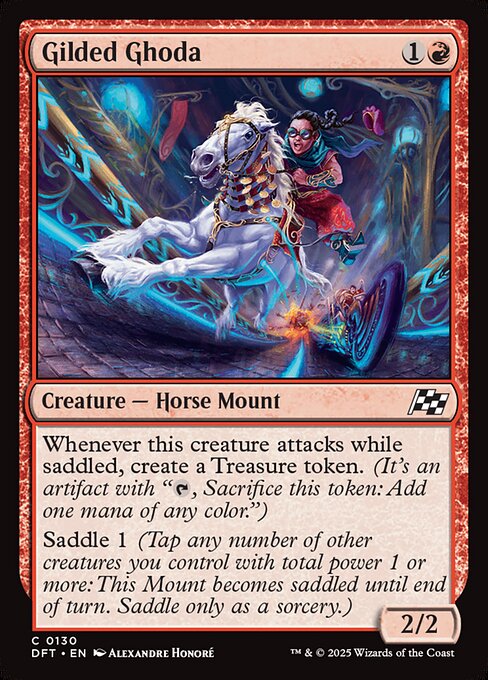 Gilded Ghoda 1
Creature — Horse Mount
Whenever this creature attacks while
saddled, create a Treasure token. (It's an
artifact with “, Sacrifice this token: Add
one mana of any color.”)
Saddle 1 (Tap any number of other
creatures you control with total power 1 or
more: This Mount becomes saddled until end
of turn. Saddle only as a sorcery.)
2/2
C 0130
DFT • EN Alexandre Honoré
™ & © 2025 Wizards of the Coast